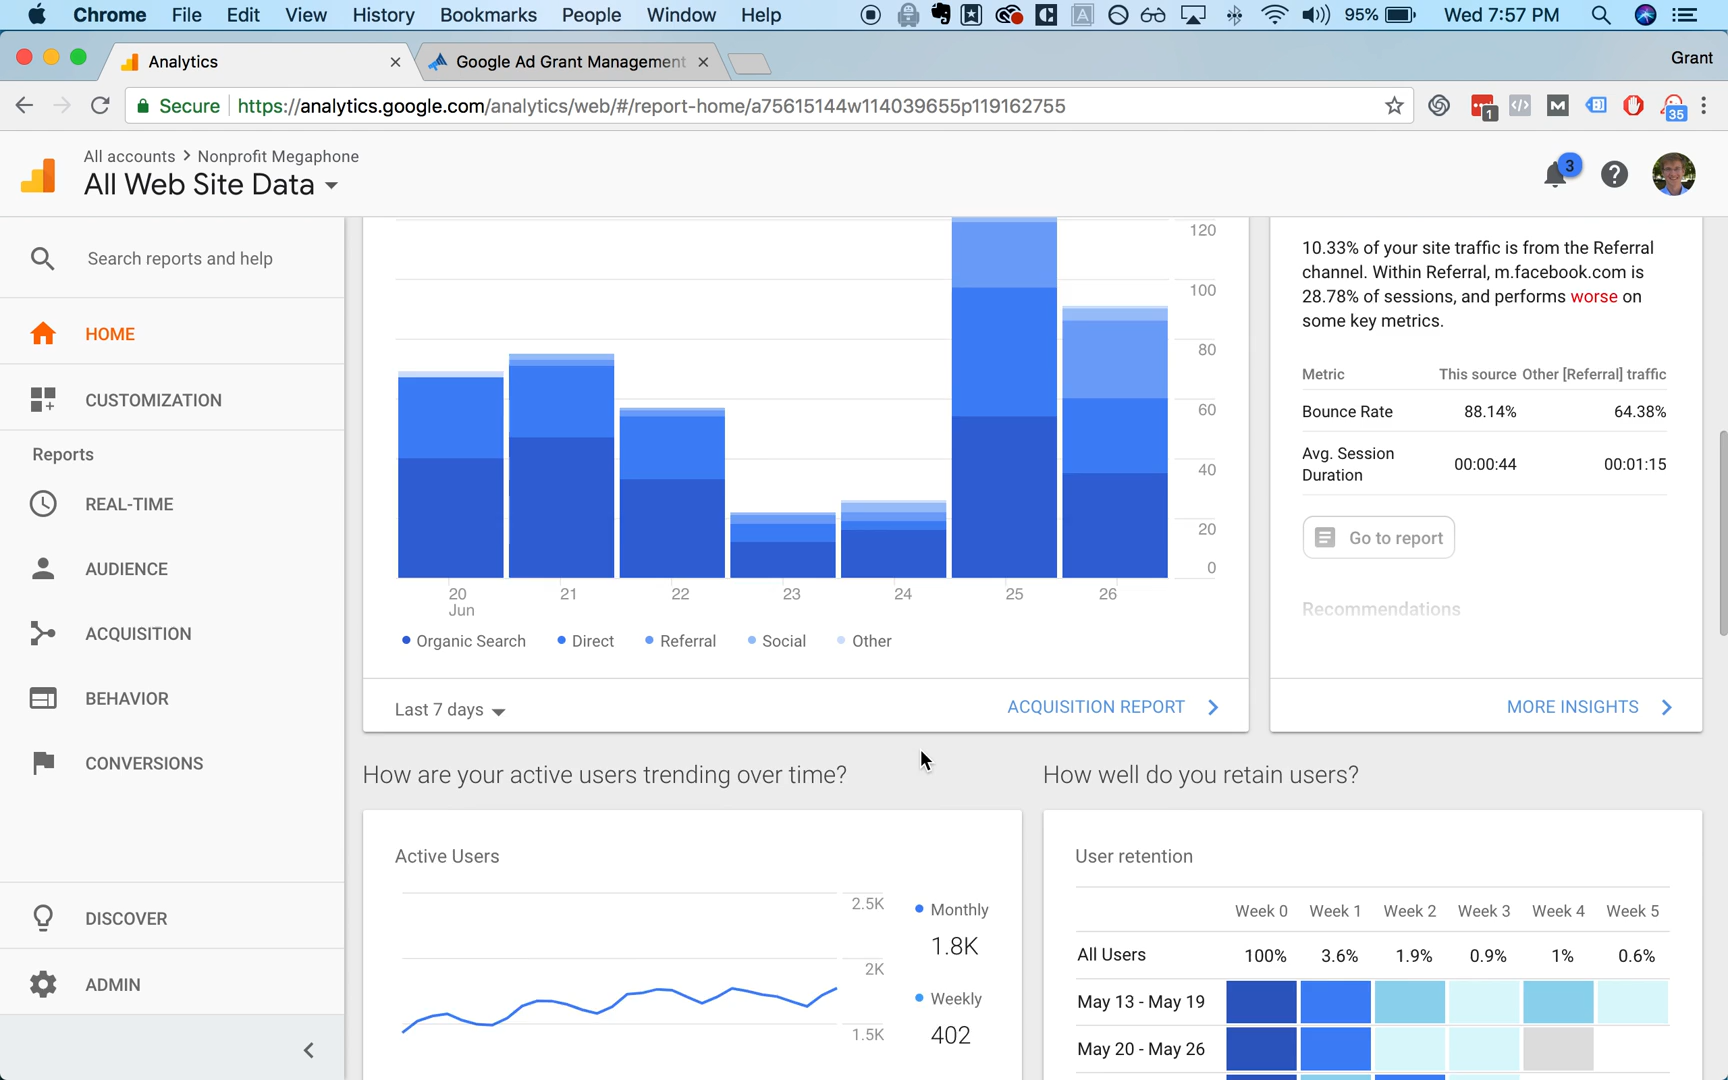 Chrome File Edit View History Bookmarks People Window Help 95% Wed 7:57 PM
Analytics Google Ad Grant Management Grant
Secure https://analytics.google.com/analytics/web/#/report-home/a75615144w114039655p119162755 1 M 35
All accounts > Nonprofit Megaphone
All Web Site Data
3
Search reports and help
HOME
CUSTOMIZATION
Reports
REAL-TIME
AUDIENCE
ACQUISITION
BEHAVIOR
CONVERSIONS
DISCOVER
ADMIN
120
100
80
60
40
20
0
20 21 22 23 24 25 26
Jun
Organic Search Direct Referral Social Other
Last 7 days ACQUISITION REPORT
10.33% of your site traffic is from the Referral
channel. Within Referral, m.facebook.com is
28.78% of sessions, and performs worse on
some key metrics.
Metric This source Other [Referral] traffic
Bounce Rate 88.14% 64.38%
Avg. Session
Duration 00:00:44 00:01:15
Go to report
Recommendations
MORE INSIGHTS
How are your active users trending over time?
Active Users
2.5K
2K
1.5K
Monthly
1.8K
Weekly
402
How well do you retain users?
User retention
Week 0 Week 1 Week 2 Week 3 Week 4 Week 5
All Users 100% 3.6% 1.9% 0.9% 1% 0.6%
May 13 - May 19
May 20 - May 26